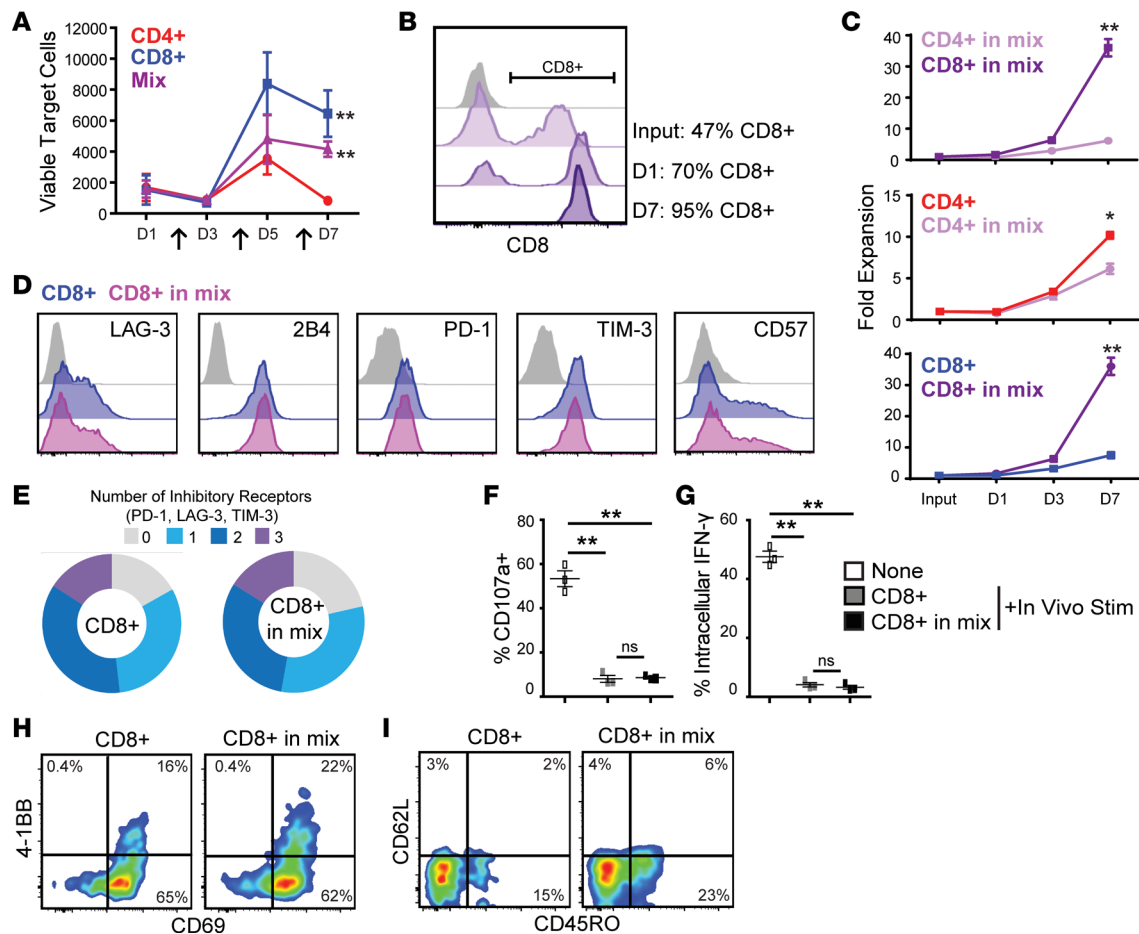 A
Viable Target Cells
12000
10000
8000
6000
4000
2000
0
CD4+
CD8+
Mix
**
**
D1 ↑ D3 ↑ D5 ↑ D7
B
CD8+
Input: 47% CD8+
D1: 70% CD8+
D7: 95% CD8+
CD8
C
Fold Expansion
40
30
20
10
0
CD4+ in mix
CD8+ in mix
**
15
10
5
0
CD4+
CD4+ in mix
*
40
30
20
10
0
CD8+
CD8+ in mix
**
Input D1 D3 D7
D
CD8+ CD8+ in mix
LAG-3
2B4
PD-1
TIM-3
CD57
E
Number of Inhibitory Receptors
(PD-1, LAG-3, TIM-3)
0 1 2 3
CD8+
CD8+
in mix
F
% CD107a+
80
60
40
20
0
**
**
ns
G
% Intracellular IFN-γ
60
40
20
0
**
**
ns
None
CD8+
CD8+ in mix
+In Vivo Stim
H
CD8+
CD8+ in mix
4-1BB
0.4% 16%
65%
0.4% 22%
62%
CD69
I
CD8+
CD8+ in mix
CD62L
3% 2%
15%
4% 6%
23%
CD45RO